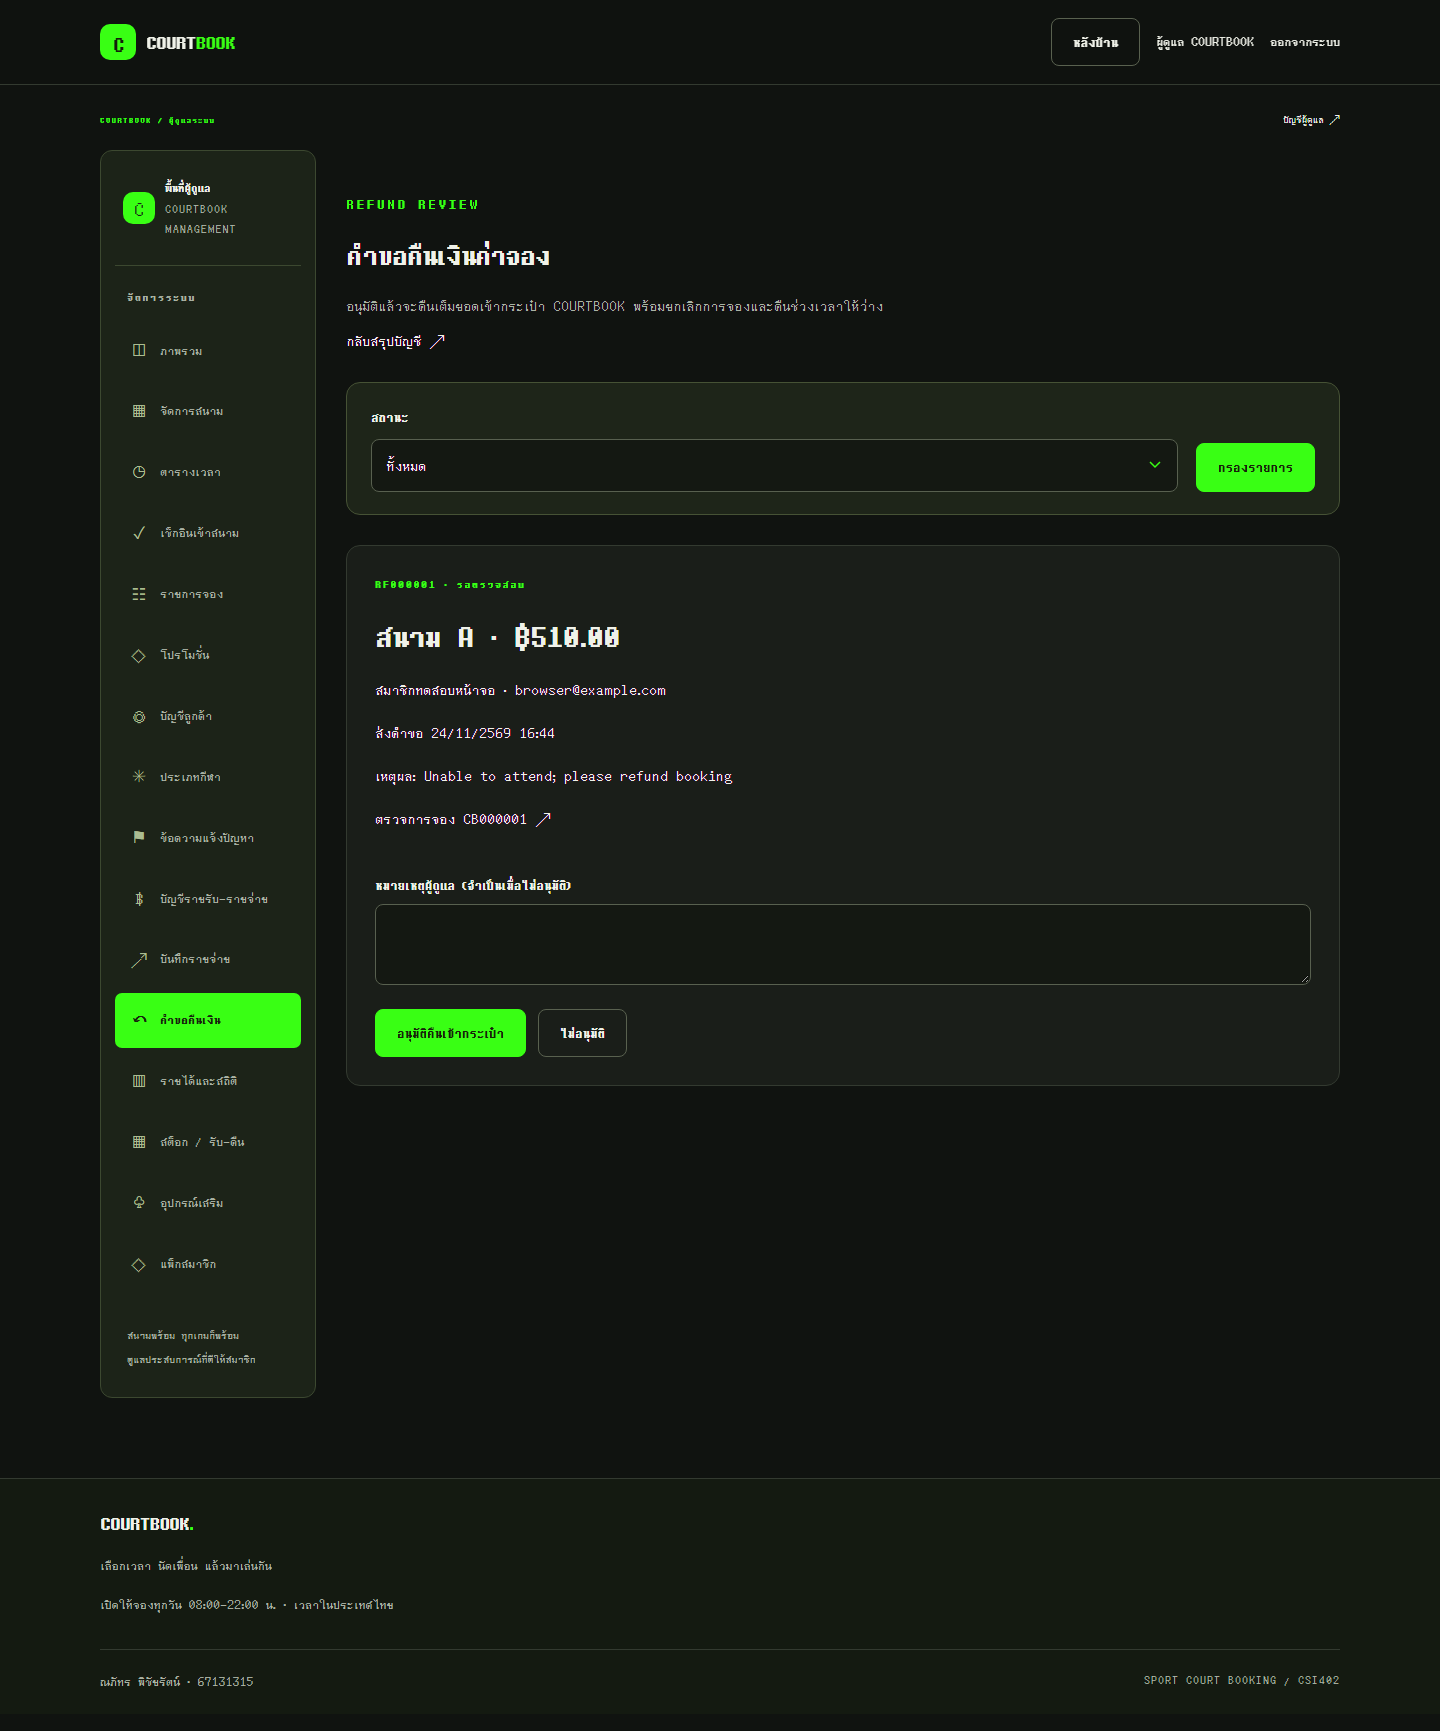 C COURTBOOK
หลังบ้าน
ผู้ดูแล COURTBOOK
ออกจากระบบ
COURTBOOK / ผู้ดูแลระบบ
บัญชีผู้ดูแล ↗
C
พื้นที่ผู้ดูแล
COURTBOOK
MANAGEMENT
จัดการระบบ
ภาพรวม
จัดการสนาม
ตารางเวลา
เช็กอินเข้าสนาม
รายการจอง
โปรโมชั่น
บัญชีลูกค้า
ประเภทกีฬา
ข้อความแจ้งปัญหา
บัญชีรายรับ-รายจ่าย
บันทึกรายจ่าย
คำขอคืนเงิน
รายได้และสถิติ
สต็อก / รับ-คืน
อุปกรณ์เสริม
แพ็กสมาชิก
สนามพร้อม ทุกเกมก็พร้อม
ดูแลประสบการณ์ที่ดีให้สมาชิก
REFUND REVIEW
คำขอคืนเงินค่าจอง
อนุมัติแล้วจะคืนเต็มยอดเข้ากระเป๋า COURTBOOK พร้อมยกเลิกการจองและคืนช่วงเวลาให้ว่าง
กลับสรุปบัญชี ↗
สถานะ
ทั้งหมด
กรองรายการ
RF000001 · รอตรวจสอบ
สนาม A · ฿510.00
สมาชิกทดสอบหน้าจอ · browser@example.com
ส่งคำขอ 24/11/2569 16:44
เหตุผล: Unable to attend; please refund booking
ตรวจการจอง CB000001 ↗
หมายเหตุผู้ดูแล (จำเป็นเมื่อไม่อนุมัติ)
อนุมัติคืนเข้ากระเป๋า
ไม่อนุมัติ
COURTBOOK.
เลือกเวลา นัดเพื่อน แล้วมาเล่นกัน
เปิดให้จองทุกวัน 08:00–22:00 น. · เวลาในประเทศไทย
ณภัทร พิชัยรัตน์ · 67131315
SPORT COURT BOOKING / CSI402